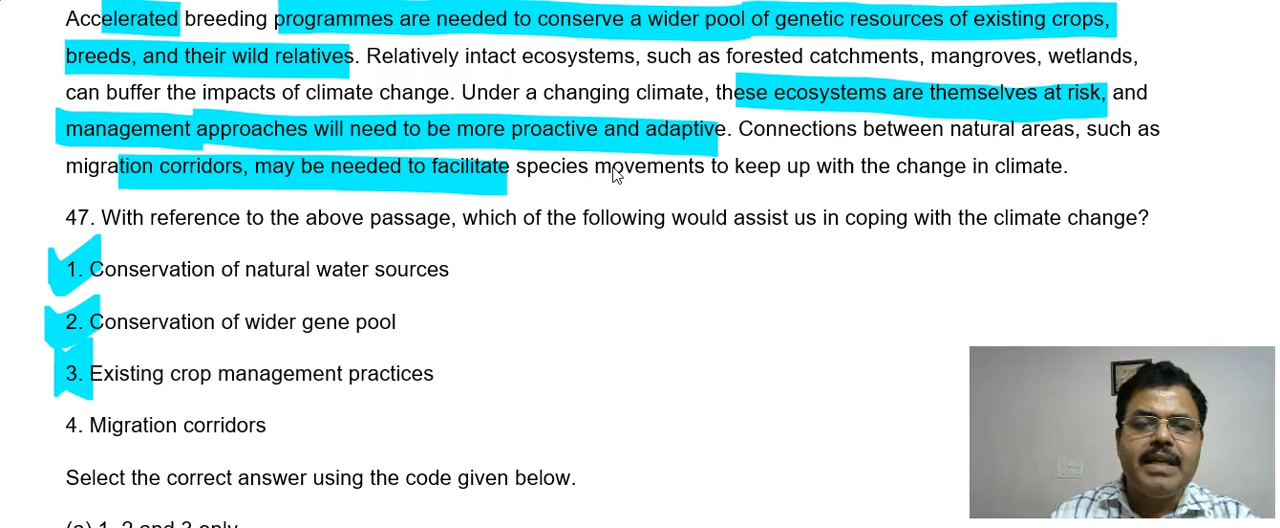 Accelerated breeding programmes are needed to conserve a wider pool of genetic resources of existing crops,
breeds, and their wild relatives. Relatively intact ecosystems, such as forested catchments, mangroves, wetlands,
can buffer the impacts of climate change. Under a changing climate, these ecosystems are themselves at risk, and
management approaches will need to be more proactive and adaptive. Connections between natural areas, such as
migration corridors, may be needed to facilitate species movements to keep up with the change in climate.
47. With reference to the above passage, which of the following would assist us in coping with the climate change?
1. Conservation of natural water sources
2. Conservation of wider gene pool
3. Existing crop management practices
4. Migration corridors
Select the correct answer using the code given below.
(a) 1, 2 and 3 only